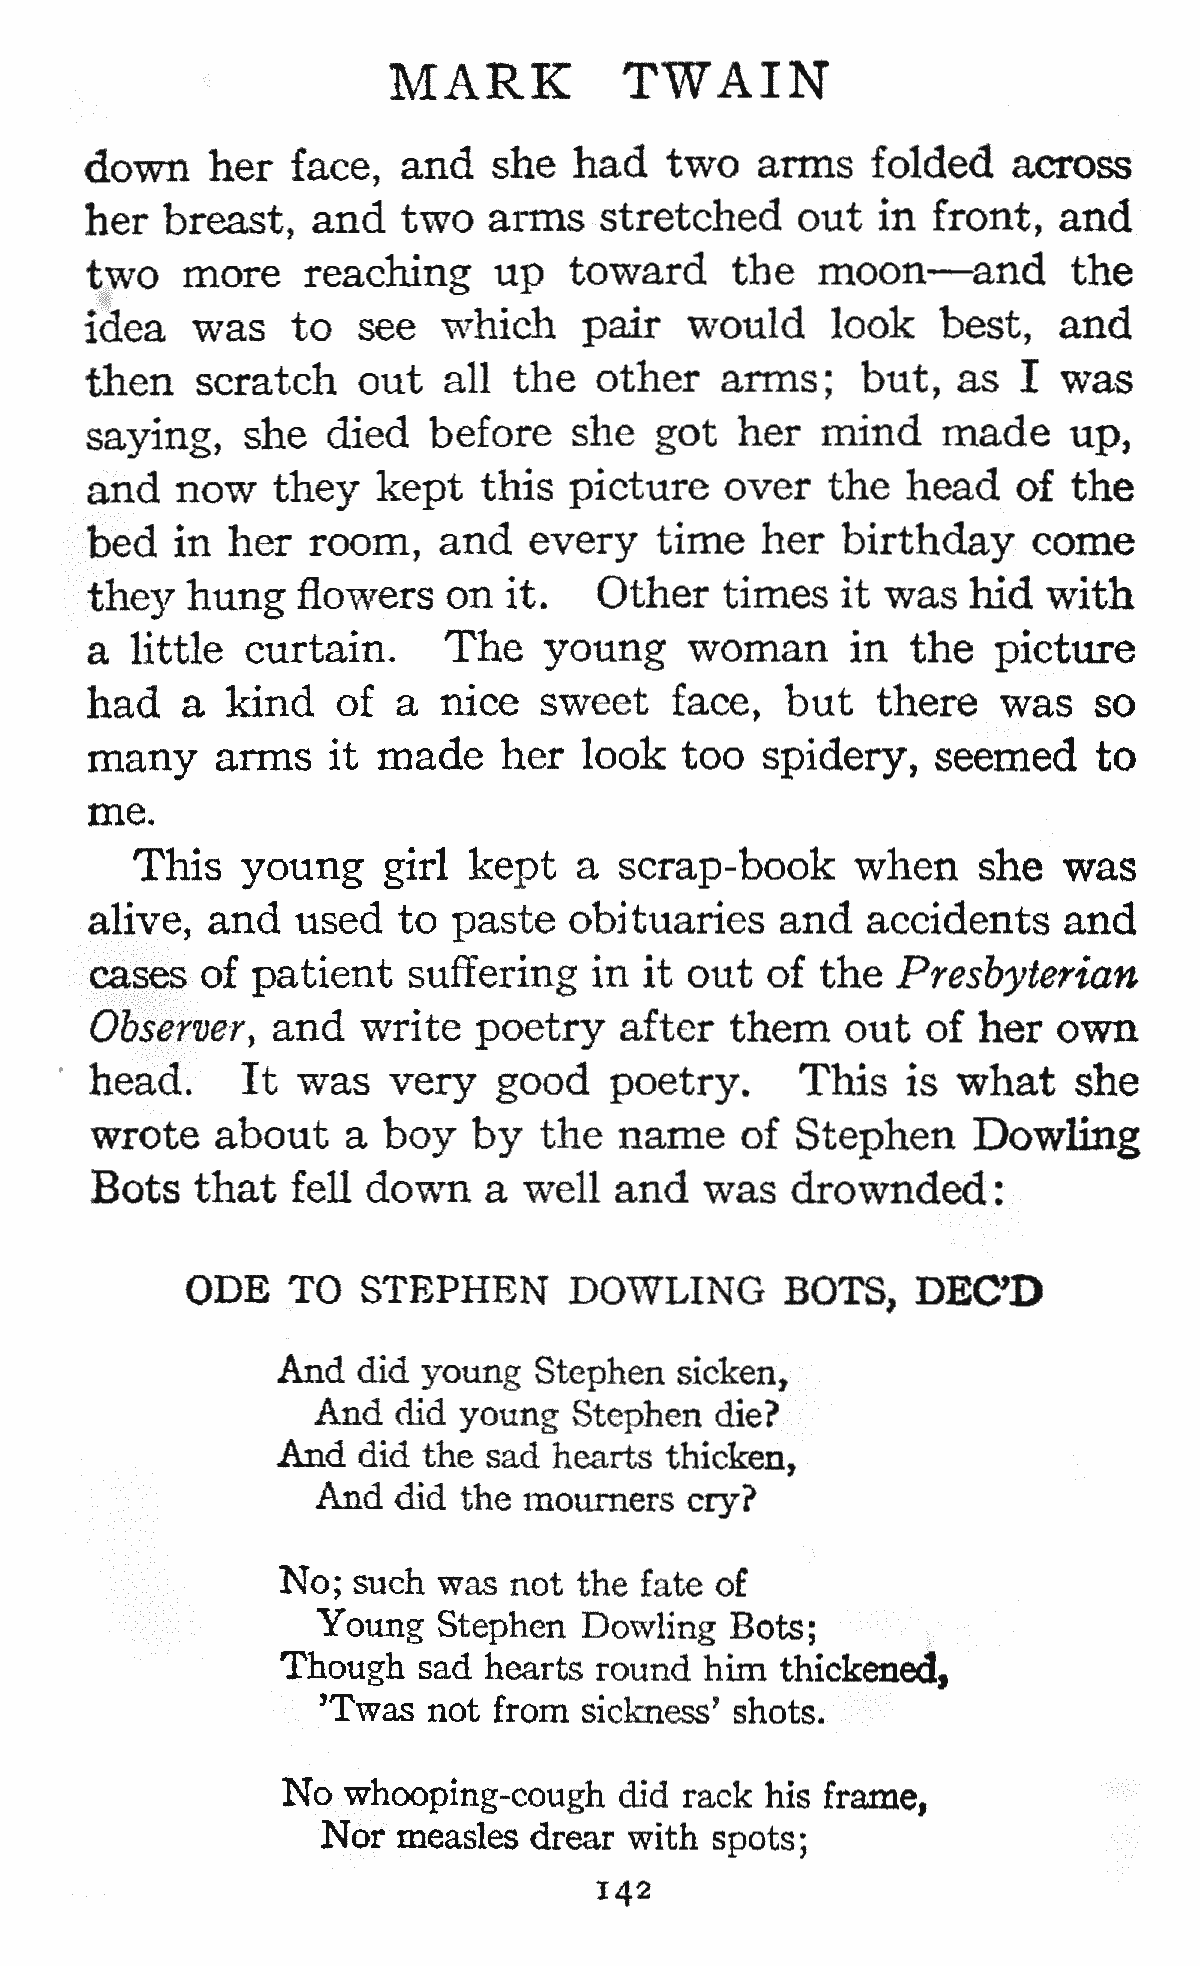 MARK TWAIN
down her face, and she had two arms folded across
her breast, and two arms stretched out in front, and
two more reaching up toward the moon—and the
idea was to see which pair would look best, and
then scratch out all the other arms; but, as I was
saying, she died before she got her mind made up,
and now they kept this picture over the head of the
bed in her room, and every time her birthday come
they hung flowers on it. Other times it was hid with
a little curtain. The young woman in the picture
had a kind of a nice sweet face, but there was so
many arms it made her look too spidery, seemed to
me.
This young girl kept a scrap-book when she was
alive, and used to paste obituaries and accidents and
cases of patient suffering in it out of the Presbyterian
Observer, and write poetry after them out of her own
head. It was very good poetry. This is what she
wrote about a boy by the name of Stephen Dowling
Bots that fell down a well and was drownded:
ODE TO STEPHEN DOWLING BOTS, DEC'D
And did young Stephen sicken,
And did young Stephen die?
And did the sad hearts thicken,
And did the mourners cry?
No; such was not the fate of
Young Stephen Dowling Bots;
Though sad hearts round him thickened,
'Twas not from sickness' shots.
No whooping-cough did rack his frame,
Nor measles drear with spots;
142